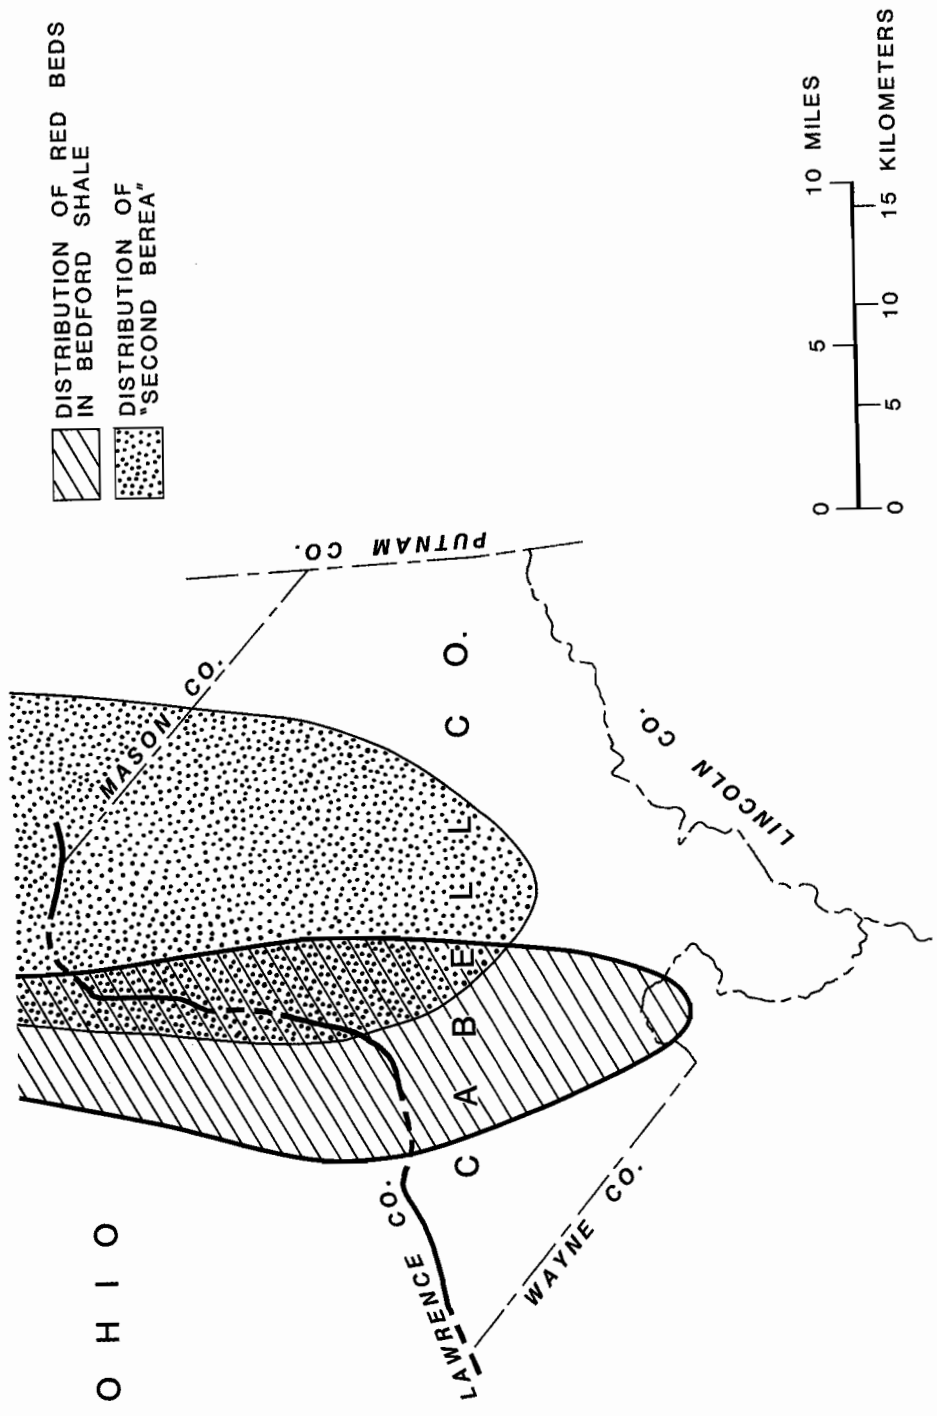 DISTRIBUTION OF RED BEDS
IN BEDFORD SHALE
DISTRIBUTION OF
"SECOND BEREA"
OHIO
MASON CO.
PUTNAM CO.
LAWRENCE CO.
CABELL CO.
WAYNE CO.
LINCOLN CO.
0 5 10 MILES
0 5 10 15 KILOMETERS